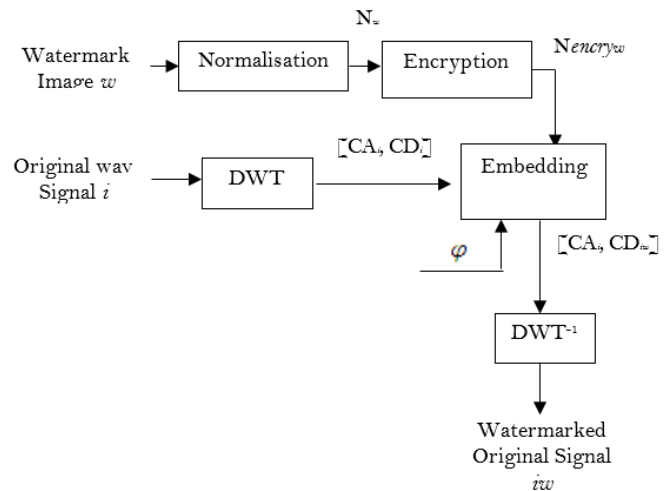 N𝑤
Watermark
Image w
Normalisation
Encryption
Nencryw
Original wav
Signal i
DWT
[CAi, CDi]
Embedding
φ
[CAi, CDiw]
DWT-1
Watermarked
Original Signal
iw